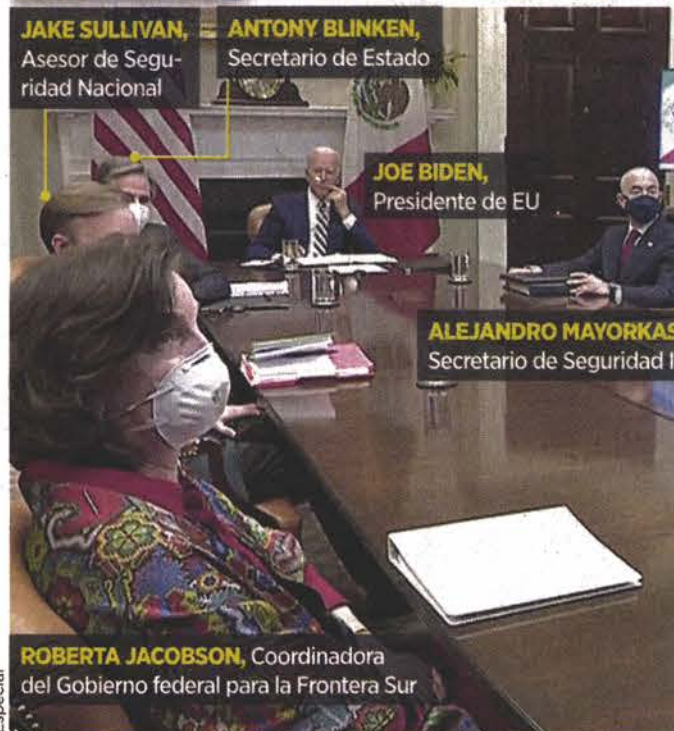 JAKE SULLIVAN,
Asesor de Segu-
ridad Nacional
ANTONY BLINKEN,
Secretario de Estado
JOE BIDEN,
Presidente de EU
ALEJANDRO MAYORKAS
Secretario de Seguridad I
ROBERTA JACOBSON, Coordinadora
del Gobierno federal para la Frontera Sur
Especial